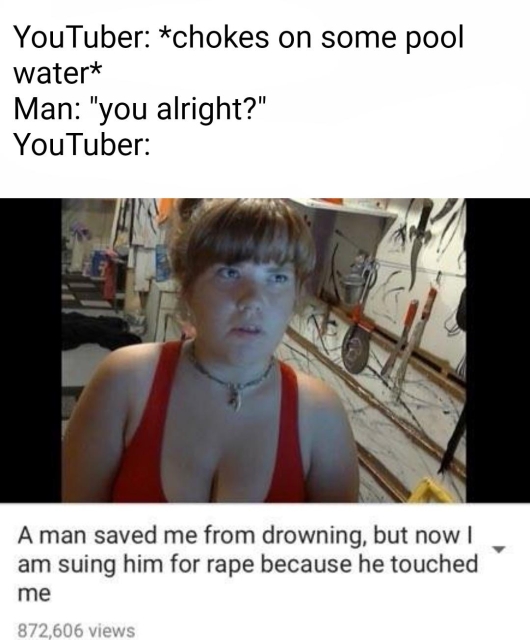 YouTuber: *chokes on some pool
water*
Man: "you alright?"
YouTuber:
A man saved me from drowning, but now I
am suing him for rape because he touched
me
872,606 views